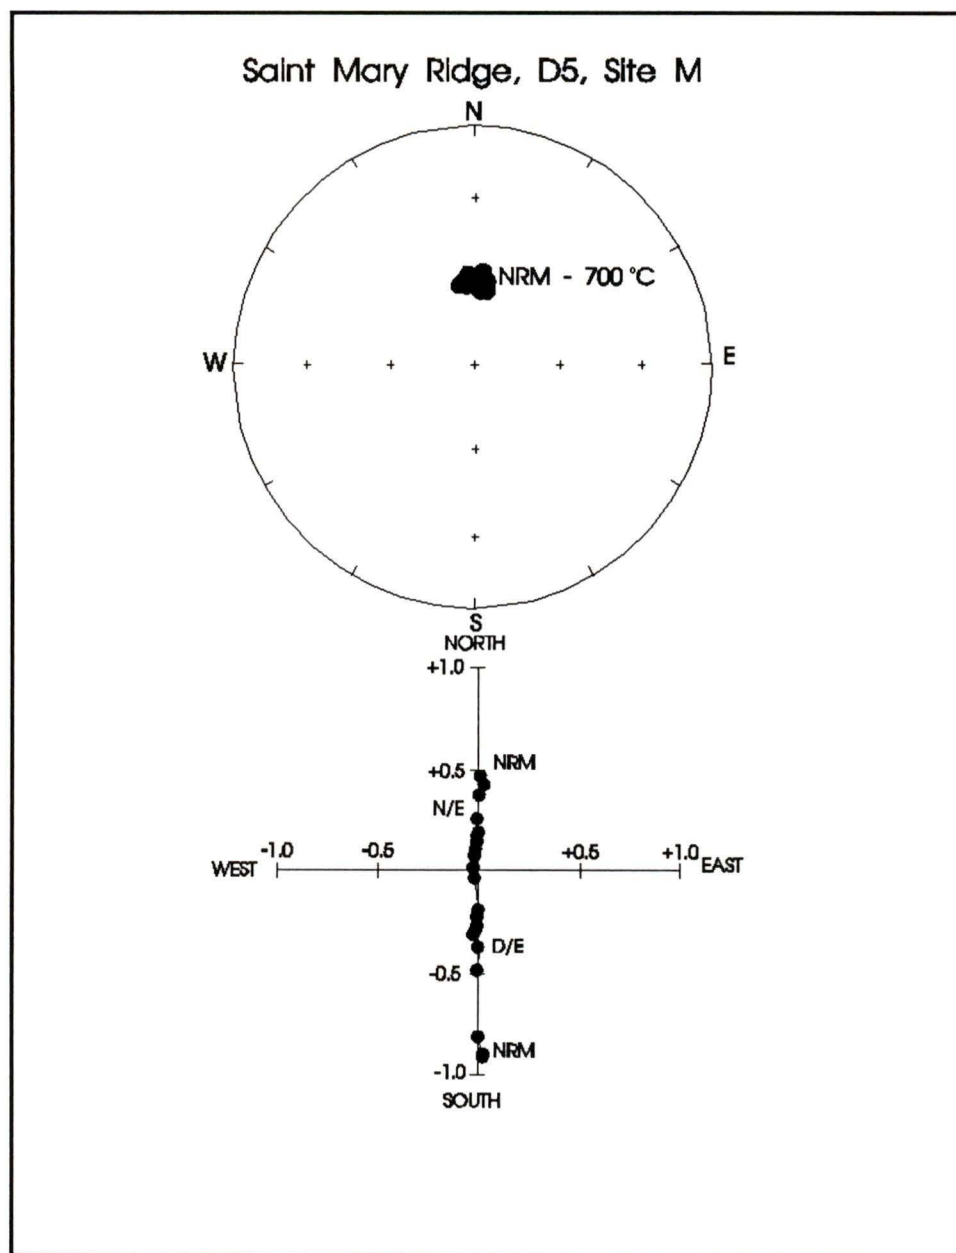 Saint Mary Ridge, D5, Site M
N
NRM - 700 °C
W
E
S
NORTH
+1.0
NRM
+0.5
N/E
-1.0
-0.5
+0.5
+1.0
WEST
EAST
D/E
-0.5
NRM
-1.0
SOUTH